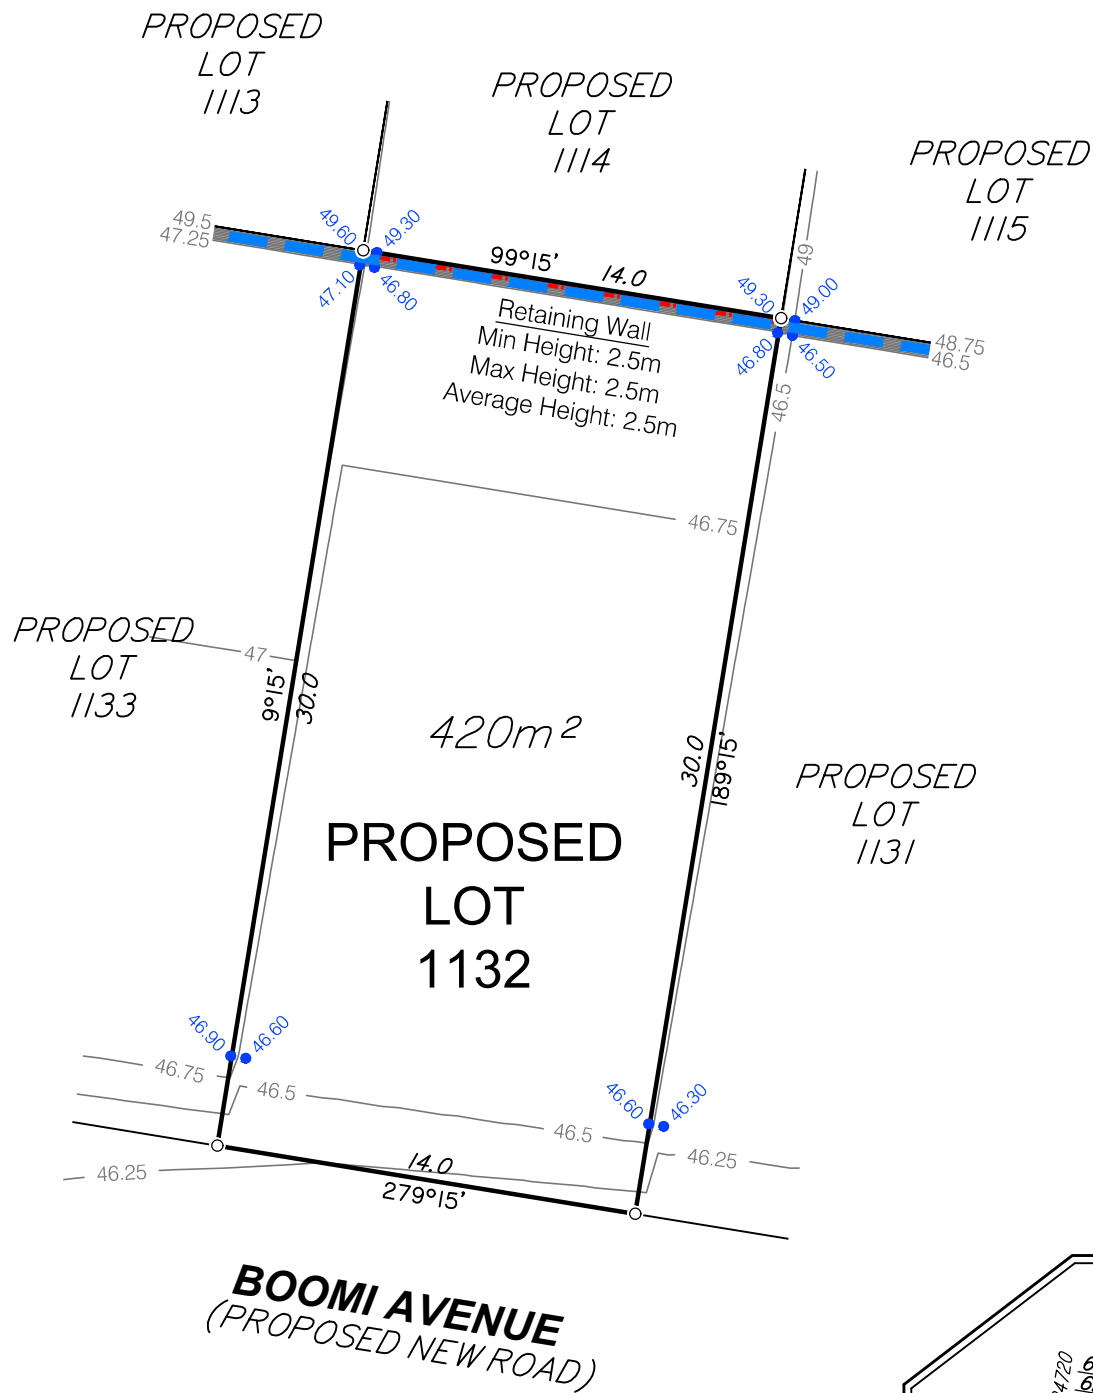 PROPOSED
LOT
1113
PROPOSED
LOT
1114
PROPOSED
LOT
1115
49.5
47.25
49.60
49.30
47.10
46.80
99°15'
14.0
49
49.30
49.00
46.80
46.50
48.75
46.5
46.5
Retaining Wall
Min Height: 2.5m
Max Height: 2.5m
Average Height: 2.5m
46.75
PROPOSED
LOT
1133
47
9°15'
30.0
420m²
30.0
189°15'
PROPOSED
LOT
1131
PROPOSED
LOT
1132
46.90
46.60
46.75
46.5
46.60
46.30
46.5
46.25
46.25
14.0
279°15'
BOOMI AVENUE
(PROPOSED NEW ROAD)